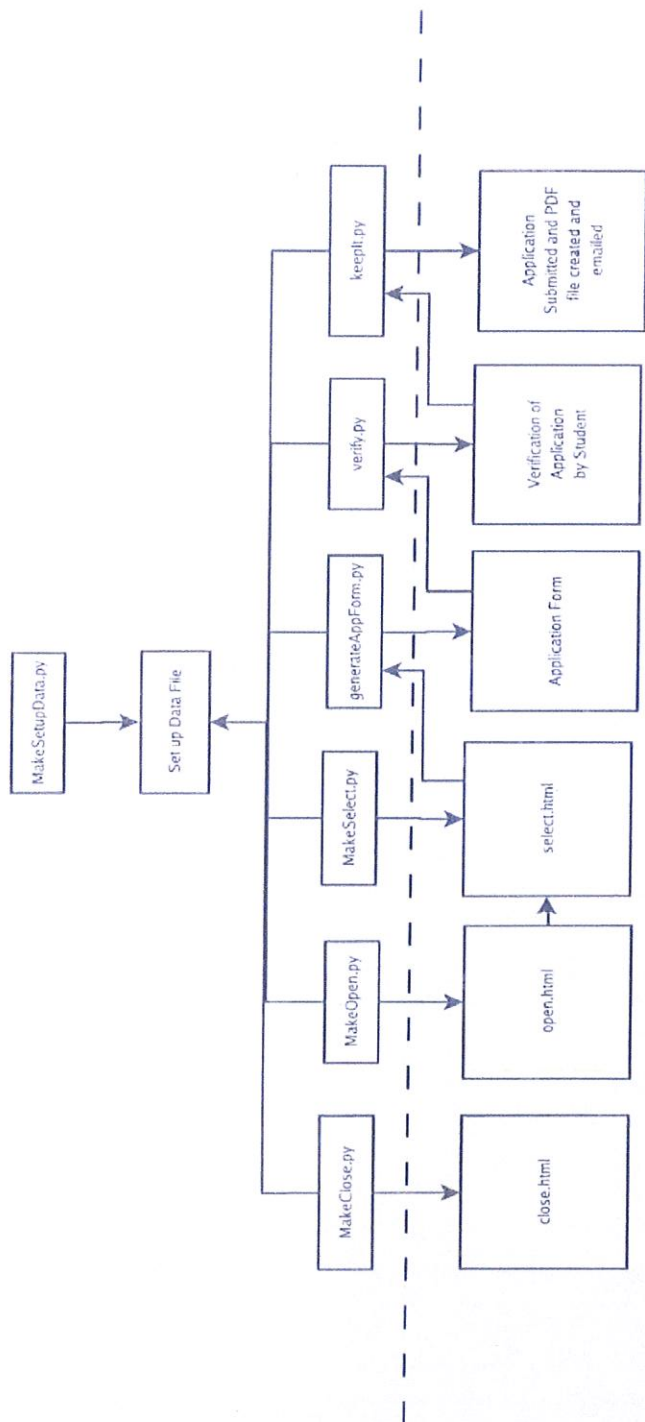 MakeSetupData.py
Set up Data File
MakeClose.py
MakeOpen.py
MakeSelect.py
generateAppForm.py
verify.py
keepIt.py
close.html
open.html
select.html
Application Form
Verification of
Application
by Student
Application
Submitted and PDF
file created and
emailed